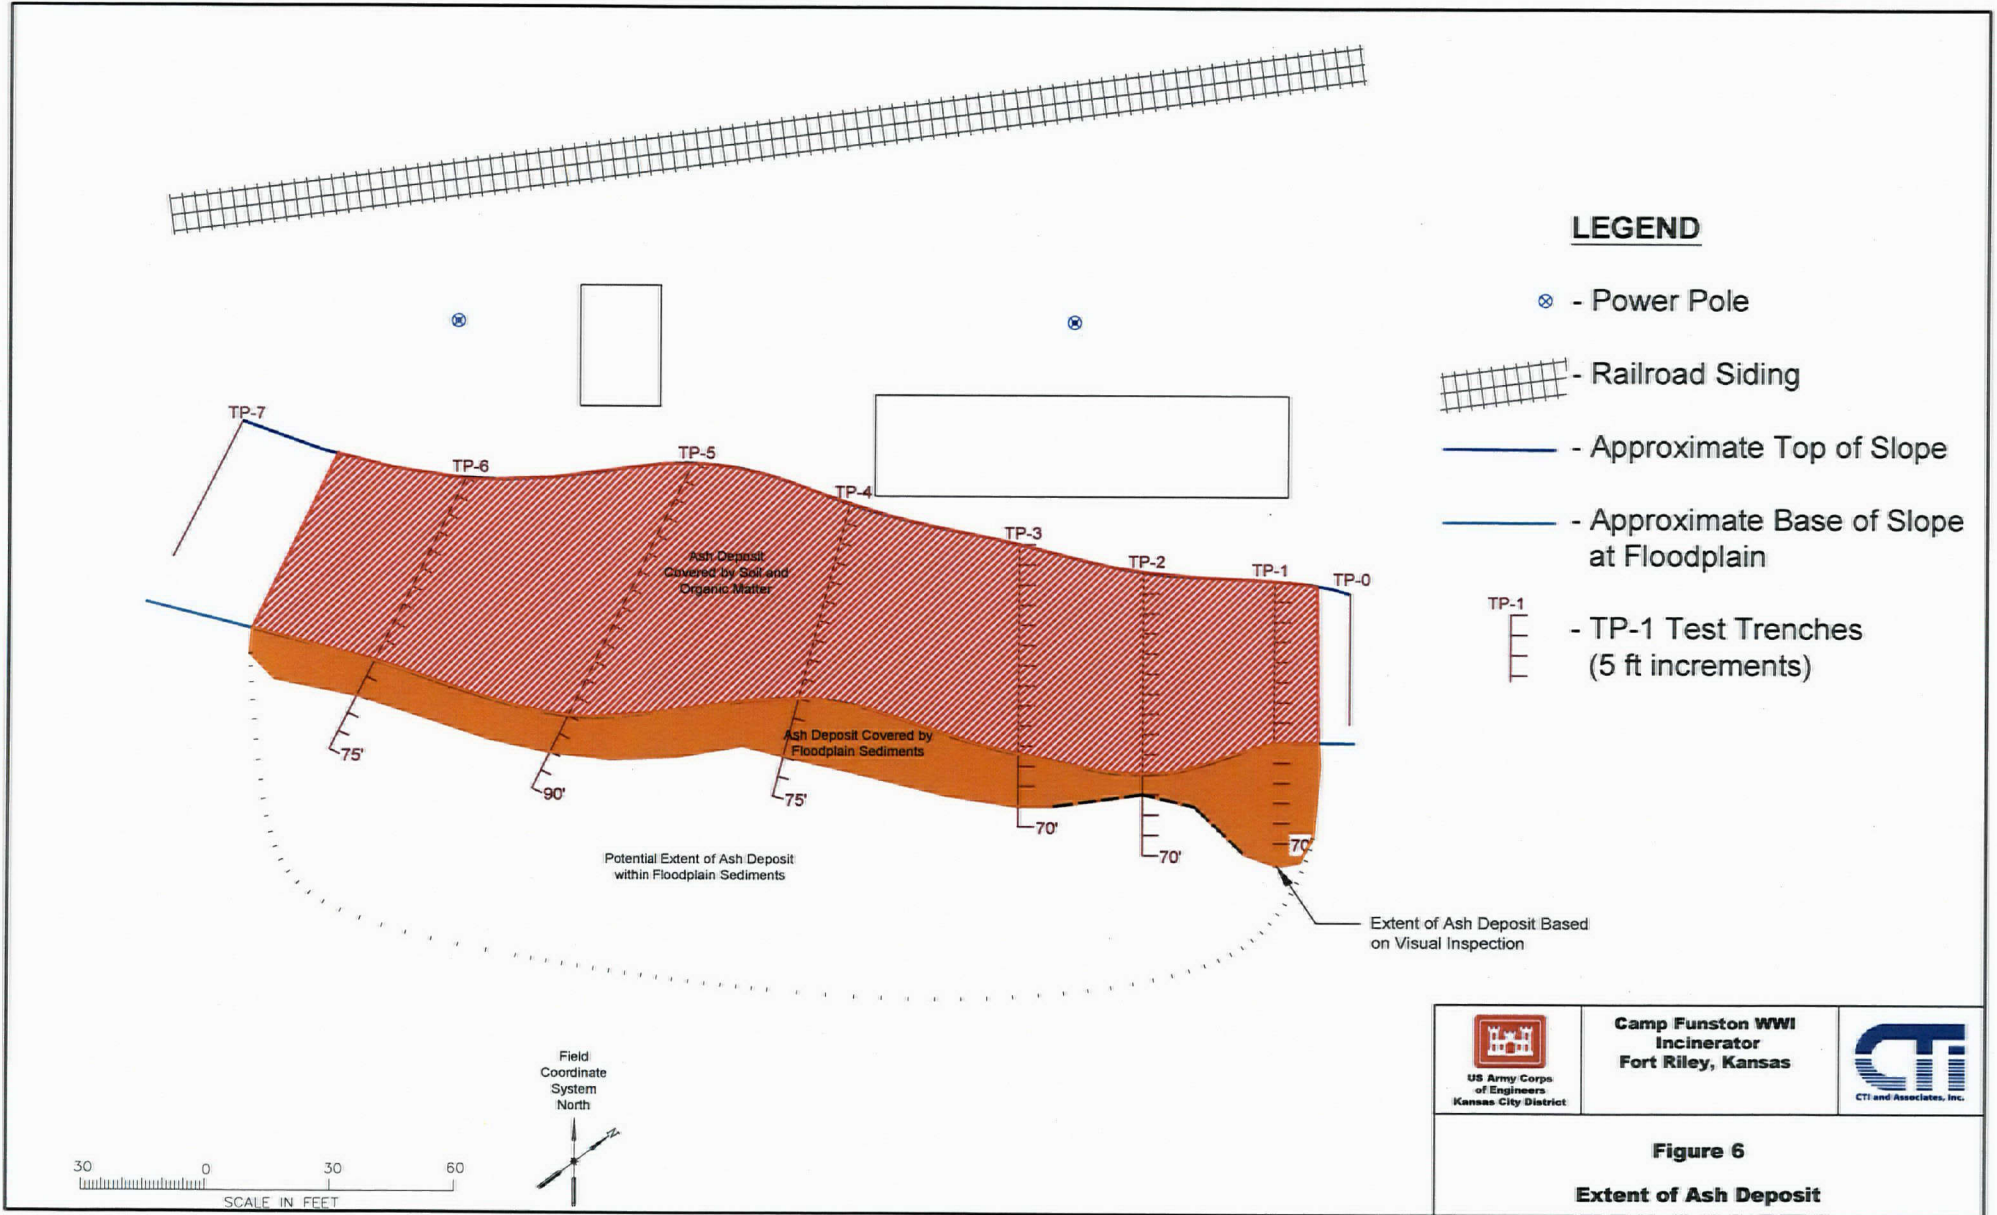 LEGEND
- Power Pole
- Railroad Siding
- Approximate Top of Slope
- Approximate Base of Slope
at Floodplain
TP-1
- TP-1 Test Trenches
(5 ft increments)
TP-7
TP-6
TP-5
TP-4
TP-3
TP-2
TP-1
TP-0
Ash Deposit
Covered by Soil and
Organic Matter
Ash Deposit Covered by
Floodplain Sediments
75'
90'
75'
70'
70'
70'
Potential Extent of Ash Deposit
within Floodplain Sediments
Extent of Ash Deposit Based
on Visual Inspection
Field
Coordinate
System
North
N
30
0
30
60
SCALE IN FEET
US Army Corps
of Engineers
Kansas City District
Camp Funston WWI
Incinerator
Fort Riley, Kansas
CTI
CTI and Associates, Inc.
Figure 6
Extent of Ash Deposit